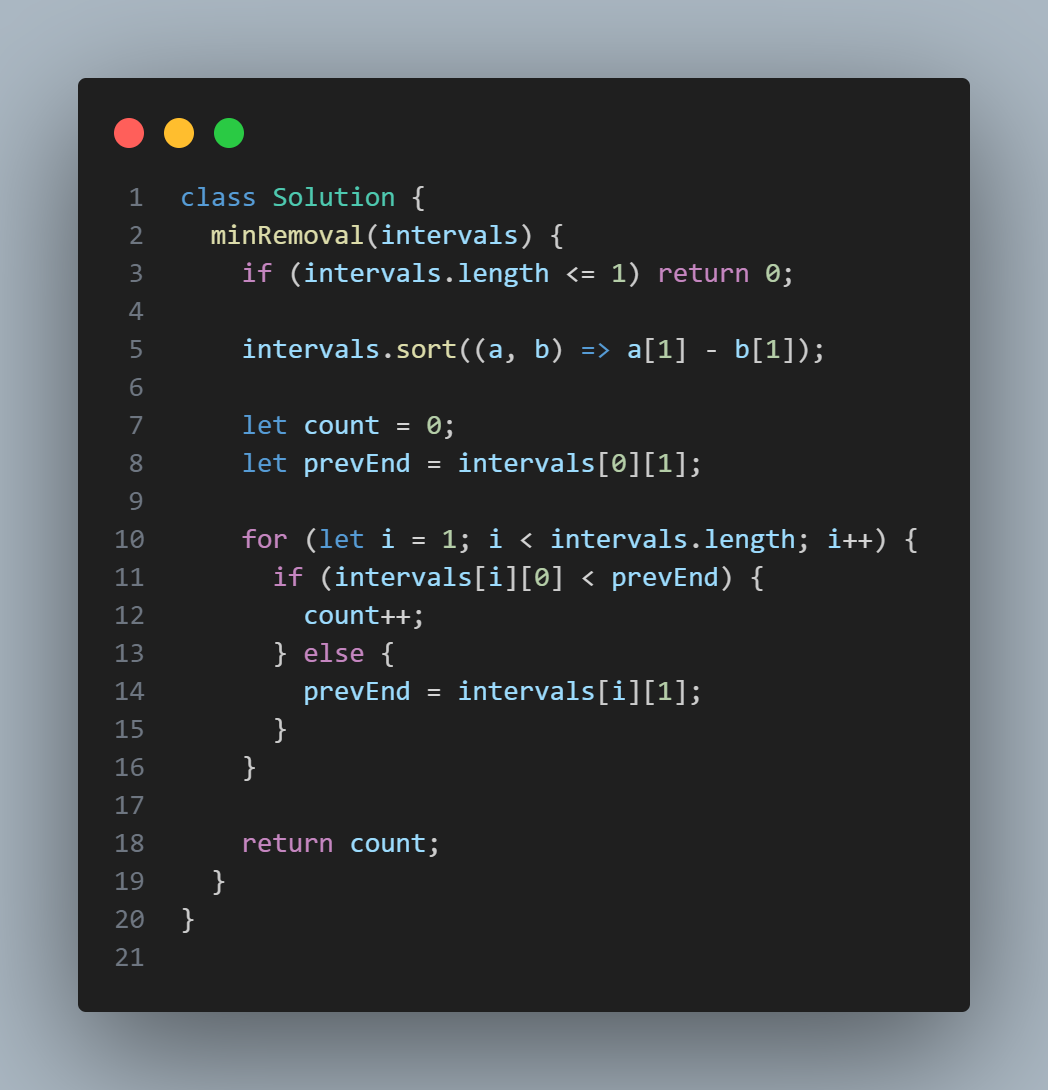 1 class Solution {
2   minRemoval(intervals) {
3     if (intervals.length <= 1) return 0;
4
5     intervals.sort((a, b) => a[1] - b[1]);
6
7     let count = 0;
8     let prevEnd = intervals[0][1];
9
10     for (let i = 1; i < intervals.length; i++) {
11       if (intervals[i][0] < prevEnd) {
12         count++;
13       } else {
14         prevEnd = intervals[i][1];
15       }
16     }
17
18     return count;
19   }
20 }
21